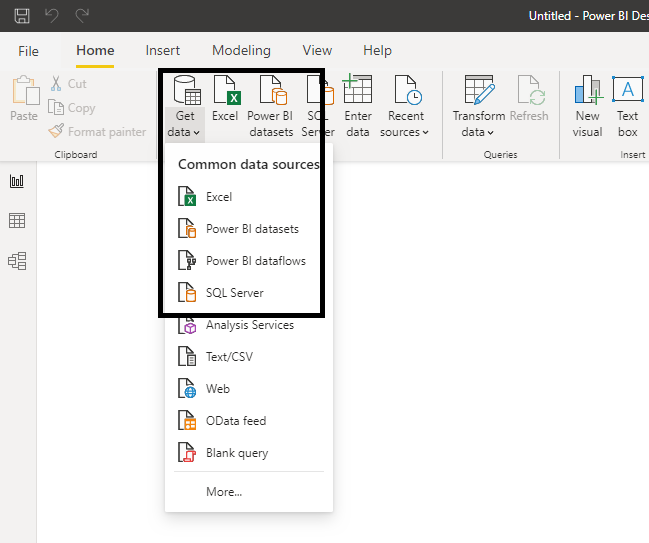 Untitled - Power BI Des
File Home Insert Modeling View Help
Paste
Cut
Copy
Format painter
Clipboard
Get data
Excel
Power BI datasets
SQL Server
Enter data
Recent sources
Transform data
Refresh
Queries
New visual
Text box
Insert
Common data sources
Excel
Power BI datasets
Power BI dataflows
SQL Server
Analysis Services
Text/CSV
Web
OData feed
Blank query
More...